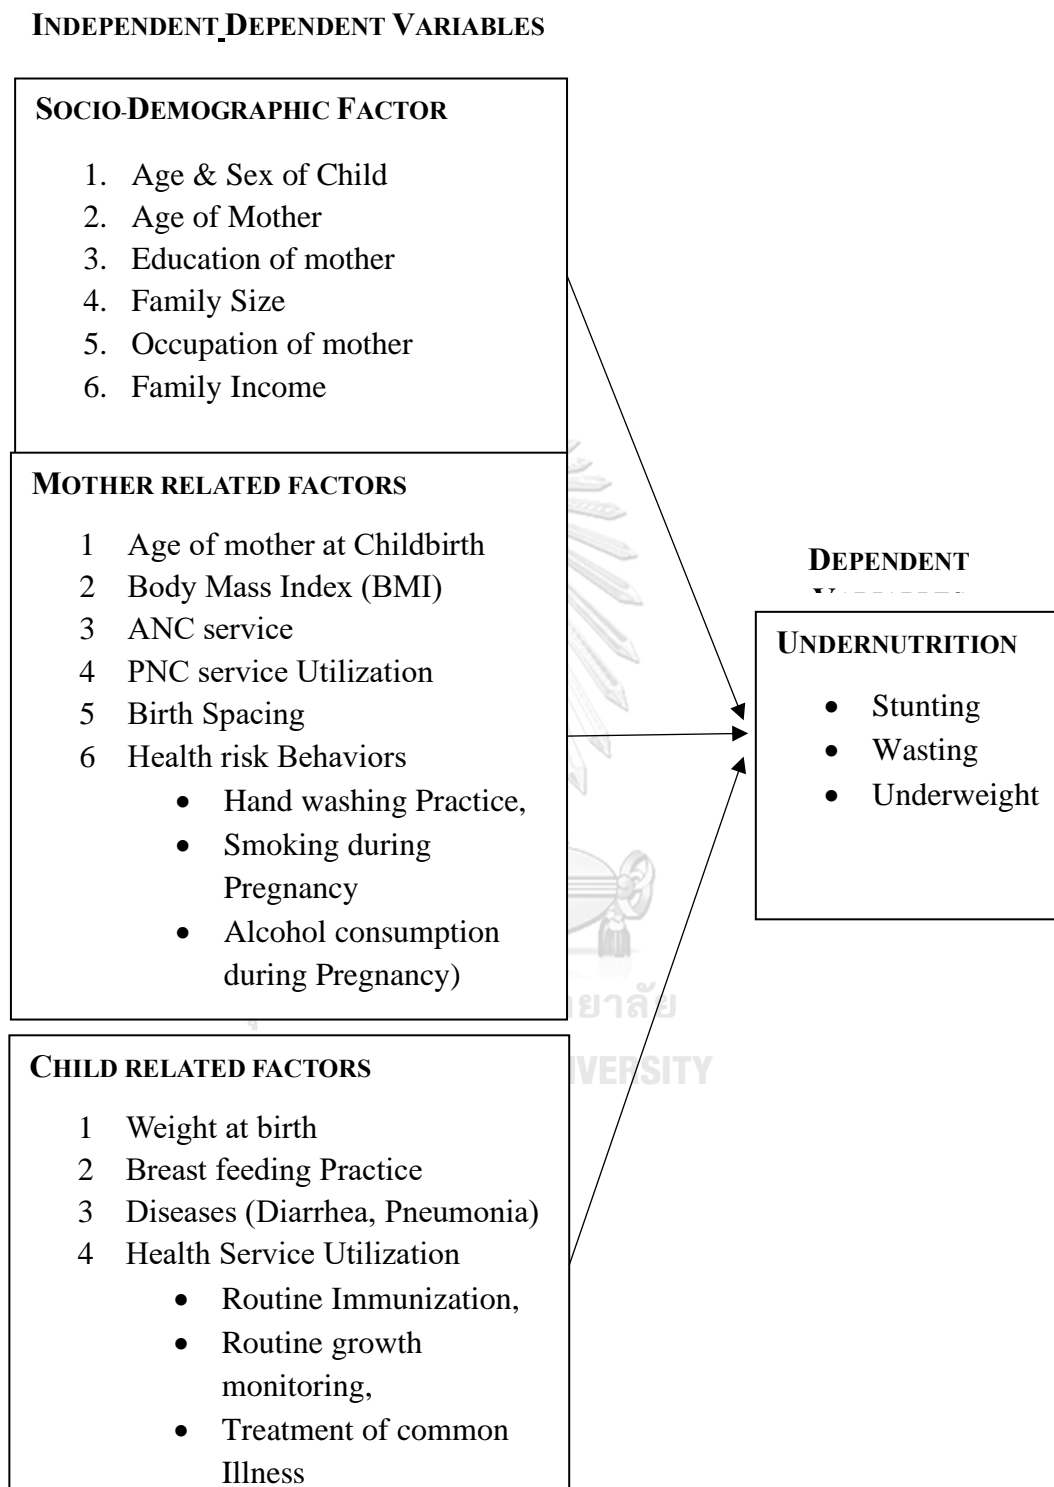 INDEPENDENT DEPENDENT VARIABLES
SOCIO-DEMOGRAPHIC FACTOR
1. Age & Sex of Child
2. Age of Mother
3. Education of mother
4. Family Size
5. Occupation of mother
6. Family Income
MOTHER RELATED FACTORS
1 Age of mother at Childbirth
2 Body Mass Index (BMI)
3 ANC service
4 PNC service Utilization
5 Birth Spacing
6 Health risk Behaviors
• Hand washing Practice,
• Smoking during
Pregnancy
• Alcohol consumption
during Pregnancy)
CHILD RELATED FACTORS
1 Weight at birth
2 Breast feeding Practice
3 Diseases (Diarrhea, Pneumonia)
4 Health Service Utilization
• Routine Immunization,
• Routine growth
monitoring,
• Treatment of common
Illness
DEPENDENT
UNDERNUTRITION
• Stunting
• Wasting
• Underweight
ยาลัย
VERSITY